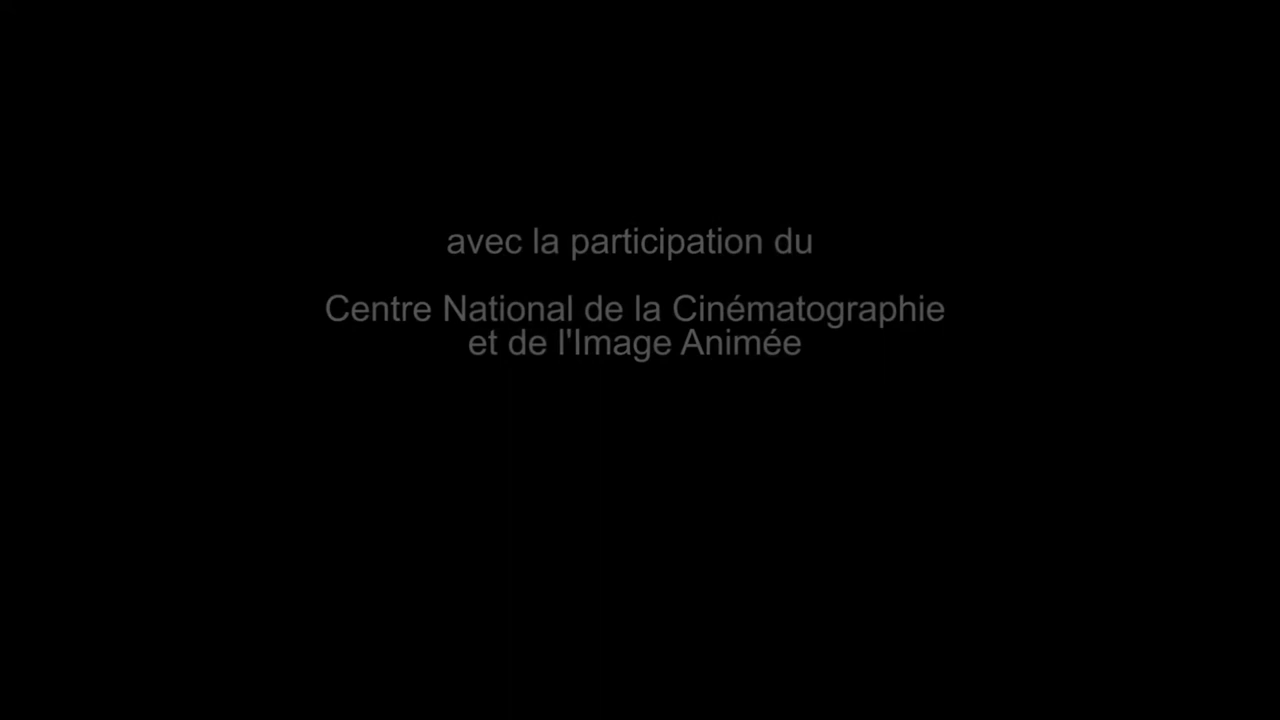 avec la participation du
Centre National de la Cinématographie
et de l'Image Animée